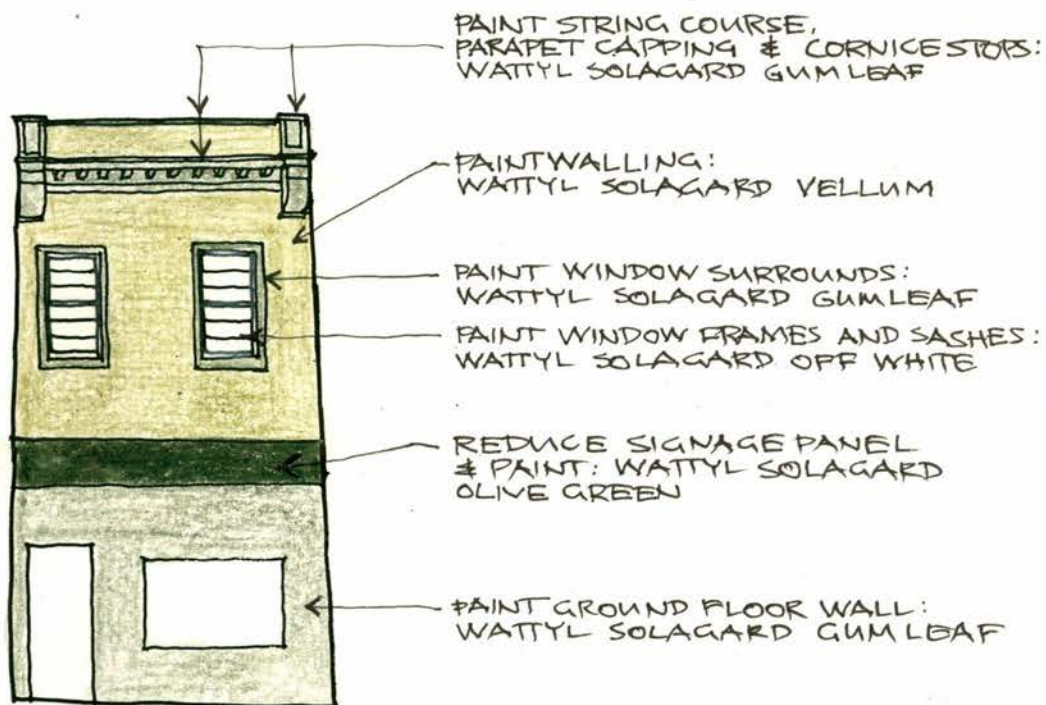 PAINT STRING COURSE,
PARAPET CAPPING & CORNICE STOPS:
WATTYL SOLAGARD GUM LEAF
PAINT WALLING:
WATTYL SOLAGARD VELLUM
PAINT WINDOW SURROUNDS:
WATTYL SOLAGARD GUMLEAF
PAINT WINDOW FRAMES AND SASHES:
WATTYL SOLAGARD OFF WHITE
REDUCE SIGNAGE PANEL
& PAINT: WATTYL SOLAGARD
OLIVE GREEN
PAINT GROUND FLOOR WALL:
WATTYL SOLAGARD GUM LEAF